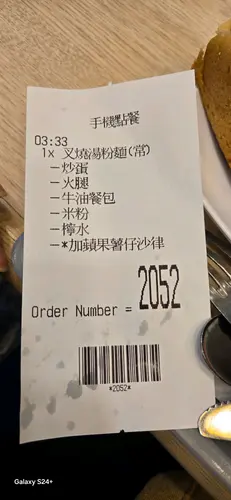 手機點餐
03:33
1x 叉燒湯粉麵(常)
-炒蛋
-火腿
-牛油餐包
-米粉
-檸水
-*加蘋果薯仔沙律
Order Number = 2052
*2052*
Galaxy S24+